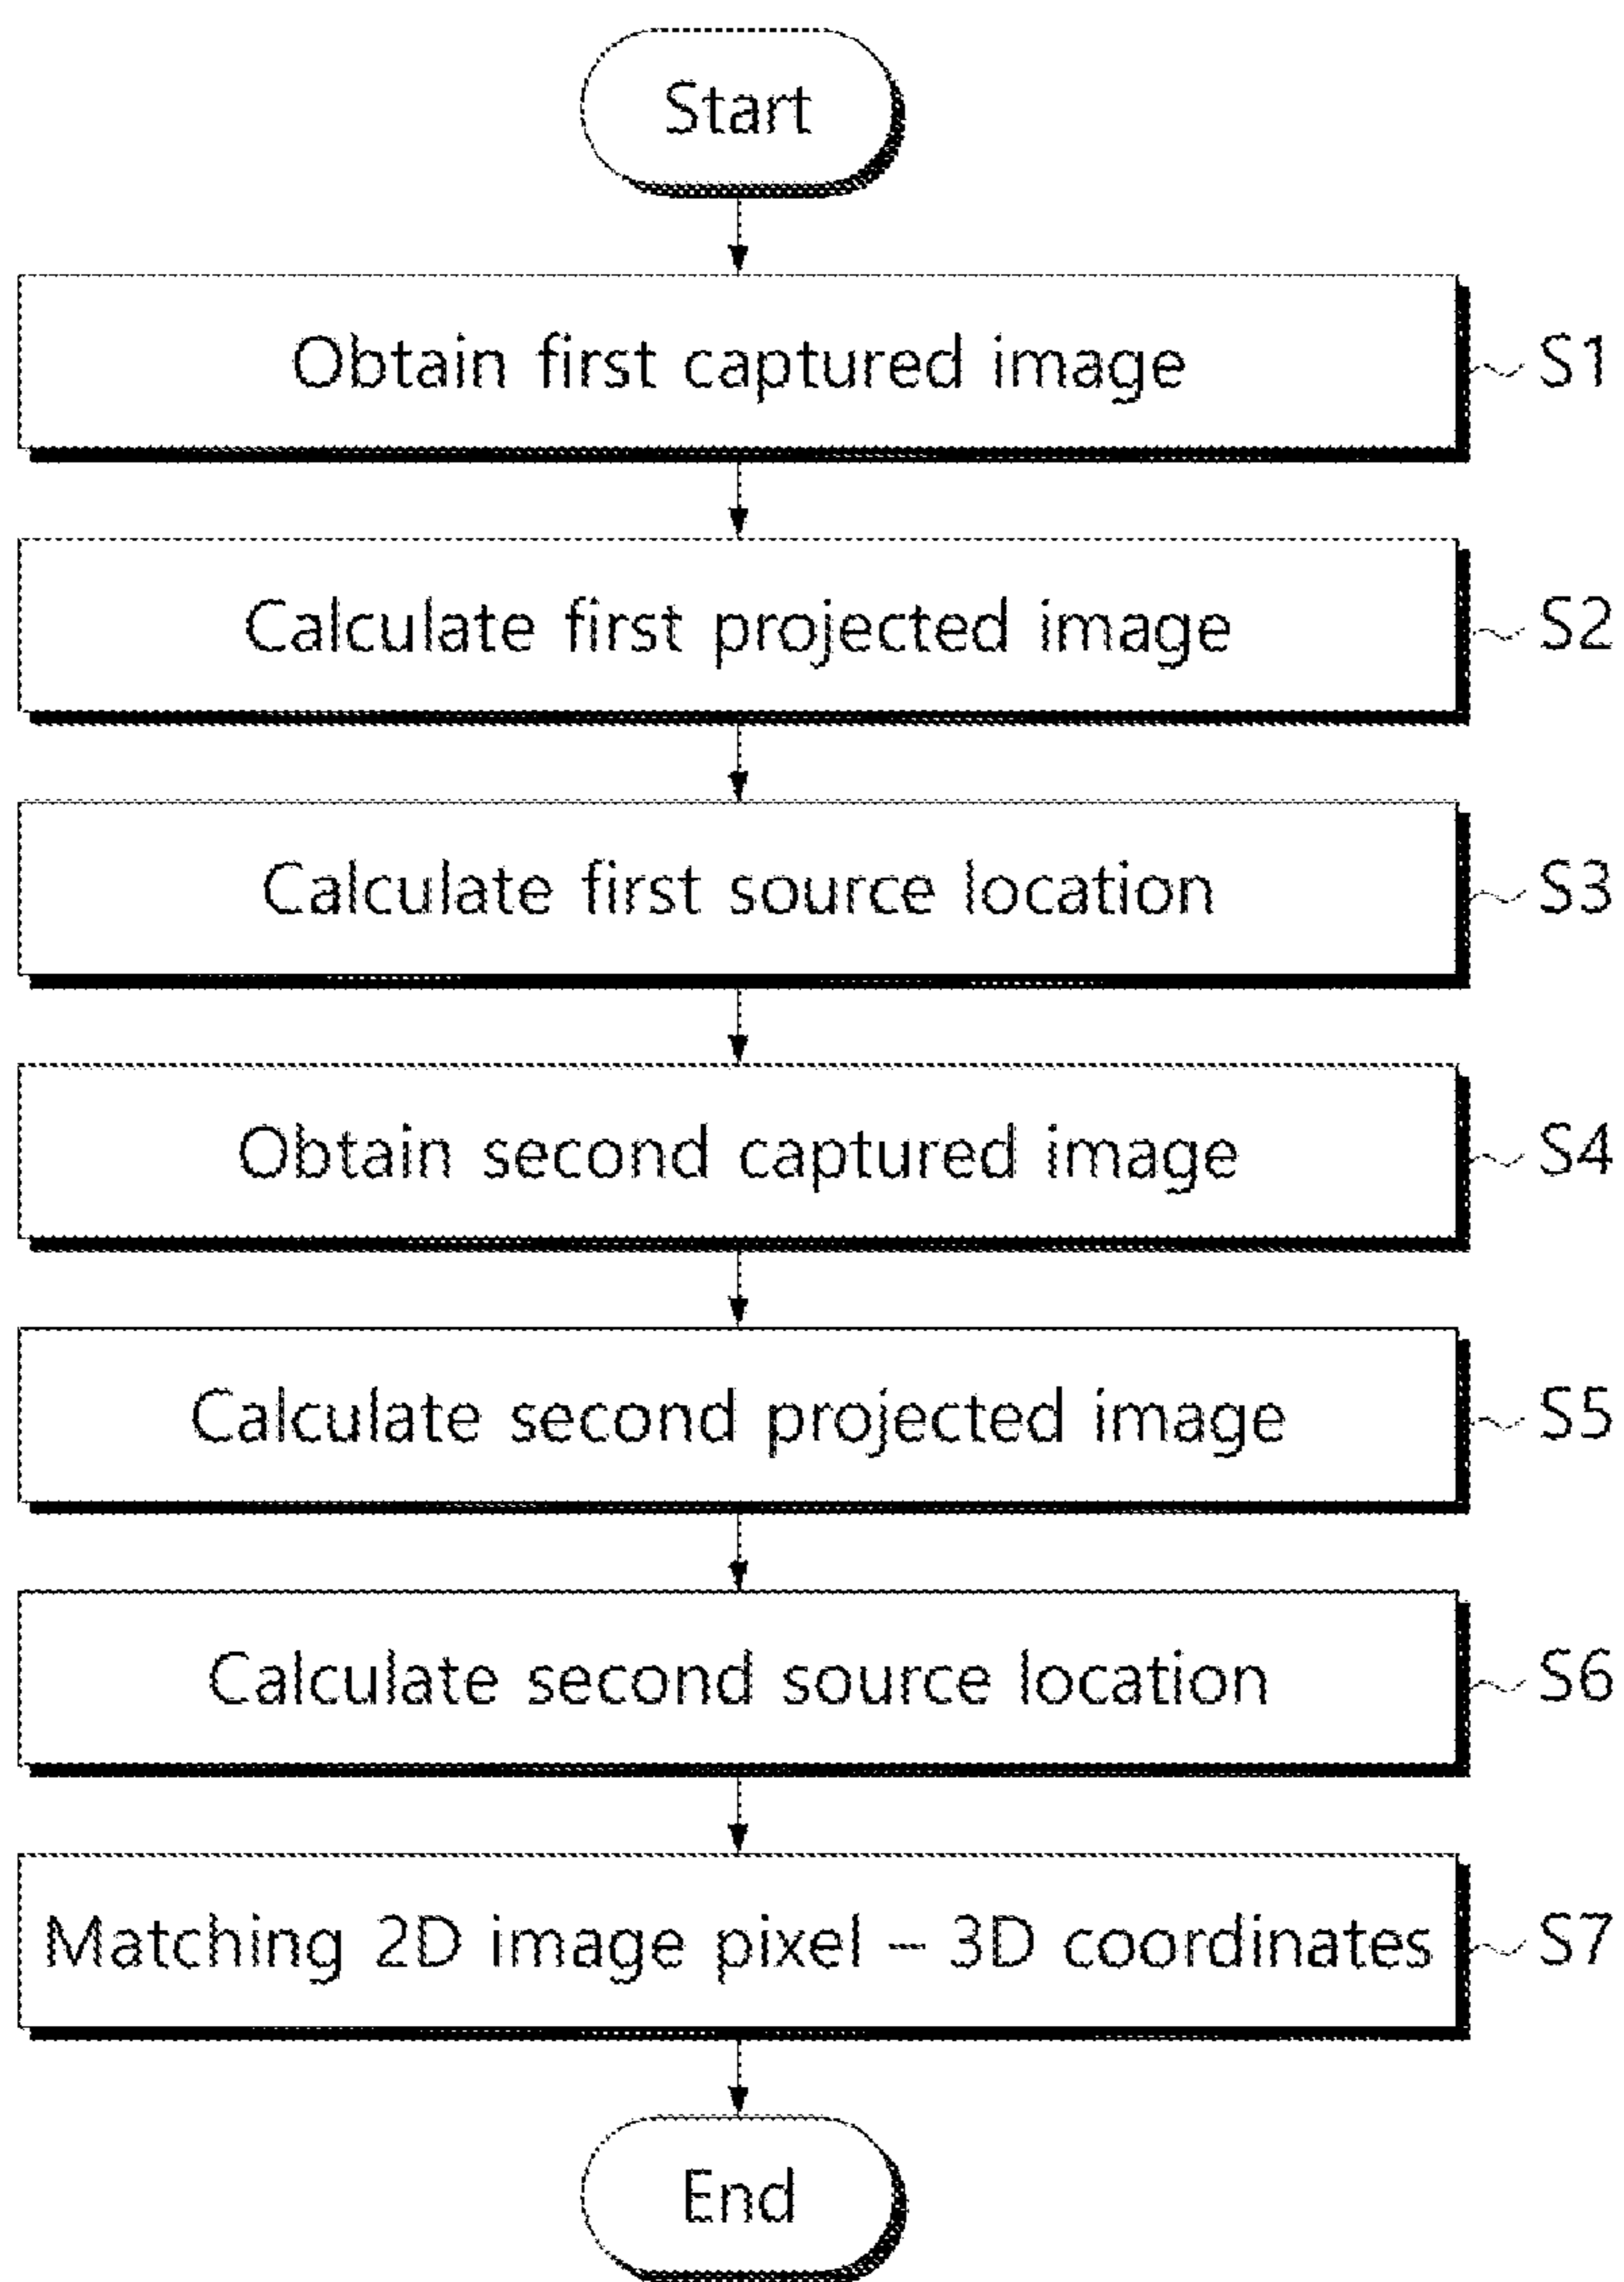 Start
Obtain first captured image S1
Calculate first projected image S2
Calculate first source location S3
Obtain second captured image S4
Calculate second projected image S5
Calculate second source location S6
Matching 2D image pixel – 3D coordinates S7
End